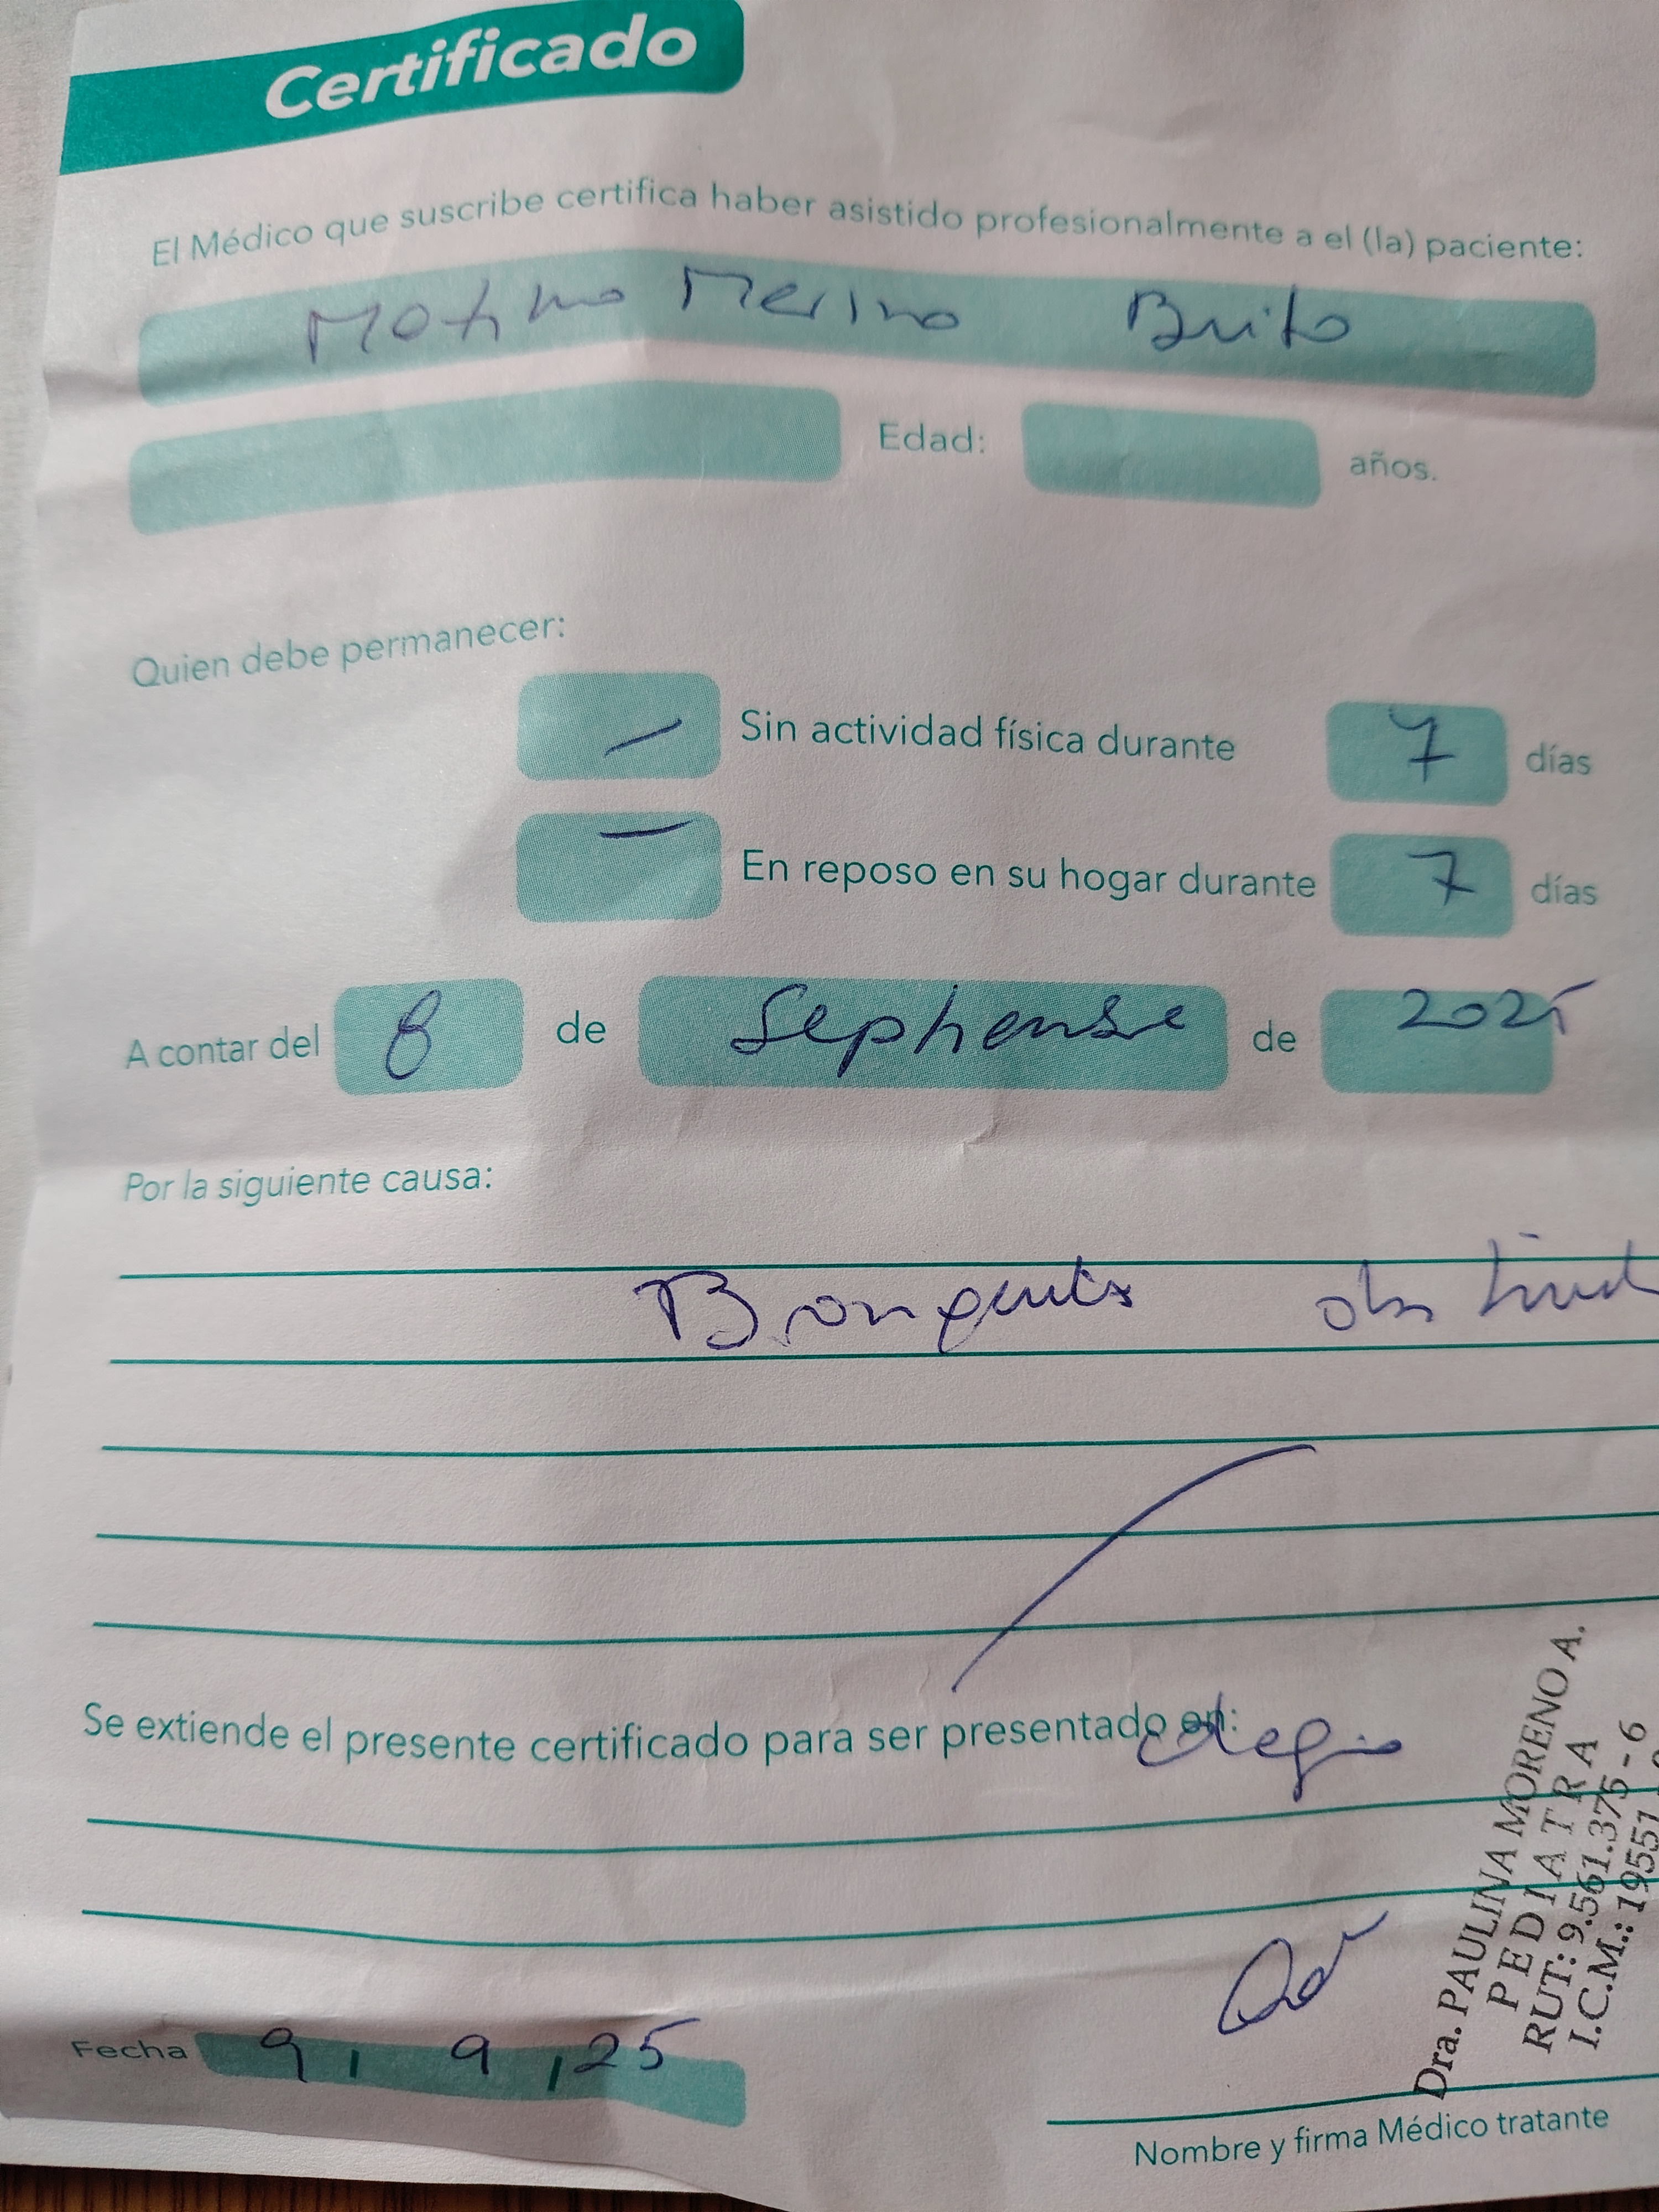 Certificado
El Médico que suscribe certifica haber asistido profesionalmente a el (la) paciente:
Merino Brito
Edad: años.
Quien debe permanecer:
Sin actividad física durante 7 días
En reposo en su hogar durante 7 días
A contar del 8 de Septiembre de 2025
Por la siguiente causa:
Se extiende el presente certificado para ser presentado en: Colegio
Dra. PAULINA MORENO A.
PEDIATRA
RUT: 9.561.375-6
I.C.M.: 19551
Fecha 9 / 9 / 25
Nombre y firma Médico tratante